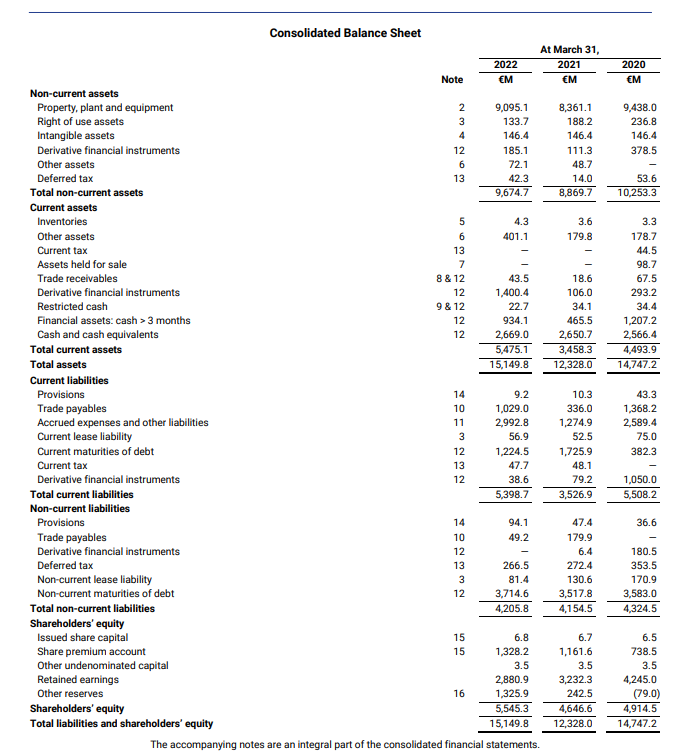 Consolidated Balance Sheet
At March 31,
2022 2021 2020
Note €M €M €M
Non-current assets
Property, plant and equipment 2 9,095.1 8,361.1 9,438.0
Right of use assets 3 133.7 188.2 236.8
Intangible assets 4 146.4 146.4 146.4
Derivative financial instruments 12 185.1 111.3 378.5
Other assets 6 72.1 48.7 —
Deferred tax 13 42.3 14.0 53.6
Total non-current assets 9,674.7 8,869.7 10,253.3
Current assets
Inventories 5 4.3 3.6 3.3
Other assets 6 401.1 179.8 178.7
Current tax 13 — — 44.5
Assets held for sale 7 — — 98.7
Trade receivables 8 & 12 43.5 18.6 67.5
Derivative financial instruments 12 1,400.4 106.0 293.2
Restricted cash 9 & 12 22.7 34.1 34.4
Financial assets: cash > 3 months 12 934.1 465.5 1,207.2
Cash and cash equivalents 12 2,669.0 2,650.7 2,566.4
Total current assets 5,475.1 3,458.3 4,493.9
Total assets 15,149.8 12,328.0 14,747.2
Current liabilities
Provisions 14 9.2 10.3 43.3
Trade payables 10 1,029.0 336.0 1,368.2
Accrued expenses and other liabilities 11 2,992.8 1,274.9 2,589.4
Current lease liability 3 56.9 52.5 75.0
Current maturities of debt 12 1,224.5 1,725.9 382.3
Current tax 13 47.7 48.1 —
Derivative financial instruments 12 38.6 79.2 1,050.0
Total current liabilities 5,398.7 3,526.9 5,508.2
Non-current liabilities
Provisions 14 94.1 47.4 36.6
Trade payables 10 49.2 179.9 —
Derivative financial instruments 12 — 6.4 180.5
Deferred tax 13 266.5 272.4 353.5
Non-current lease liability 3 81.4 130.6 170.9
Non-current maturities of debt 12 3,714.6 3,517.8 3,583.0
Total non-current liabilities 4,205.8 4,154.5 4,324.5
Shareholders' equity
Issued share capital 15 6.8 6.7 6.5
Share premium account 15 1,328.2 1,161.6 738.5
Other undenominated capital 3.5 3.5 3.5
Retained earnings 2,880.9 3,232.3 4,245.0
Other reserves 16 1,325.9 242.5 (79.0)
Shareholders' equity 5,545.3 4,646.6 4,914.5
Total liabilities and shareholders' equity 15,149.8 12,328.0 14,747.2
The accompanying notes are an integral part of the consolidated financial statements.